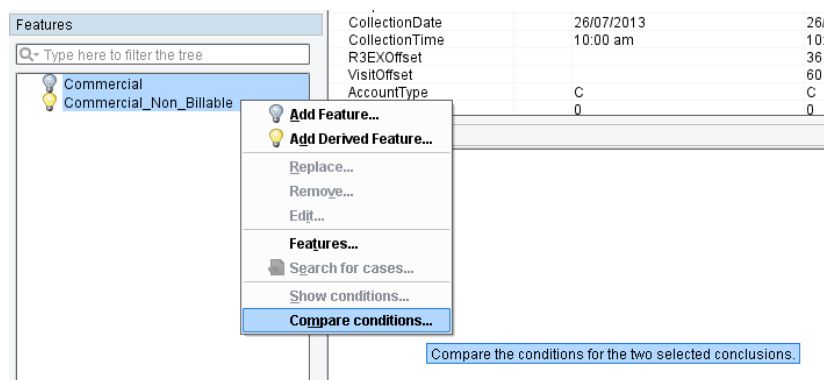 Features
Type here to filter the tree
Commercial
Commercial_Non_Billable
CollectionDate 26/07/2013 26/
CollectionTime 10:00 am 10:
R3EXOffset 36
VisitOffset 60
AccountType C C
0 0
Add Feature...
Add Derived Feature...
Replace...
Remove...
Edit...
Features...
Search for cases...
Show conditions...
Compare conditions...
Compare the conditions for the two selected conclusions.